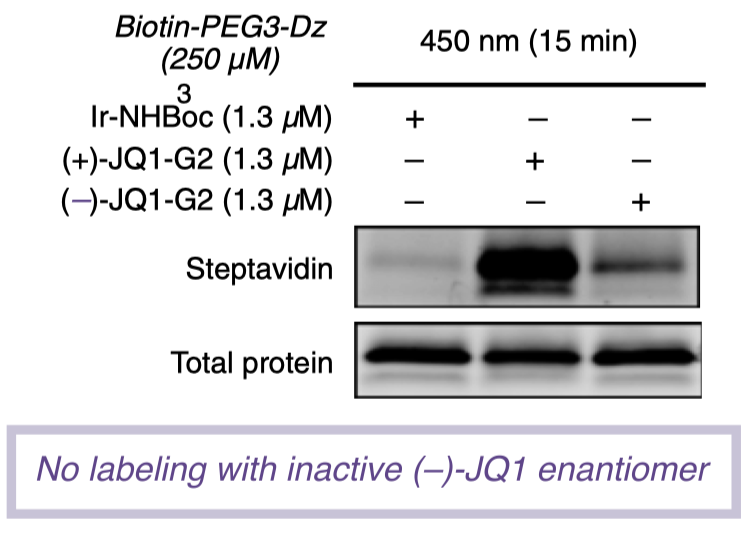 Biotin-PEG3-Dz
(250 μM)
450 nm (15 min)
3
Ir-NHBoc (1.3 μM) + – –
(+)-JQ1-G2 (1.3 μM) – + –
(–)-JQ1-G2 (1.3 μM) – – +
Steptavidin
Total protein
No labeling with inactive (–)-JQ1 enantiomer